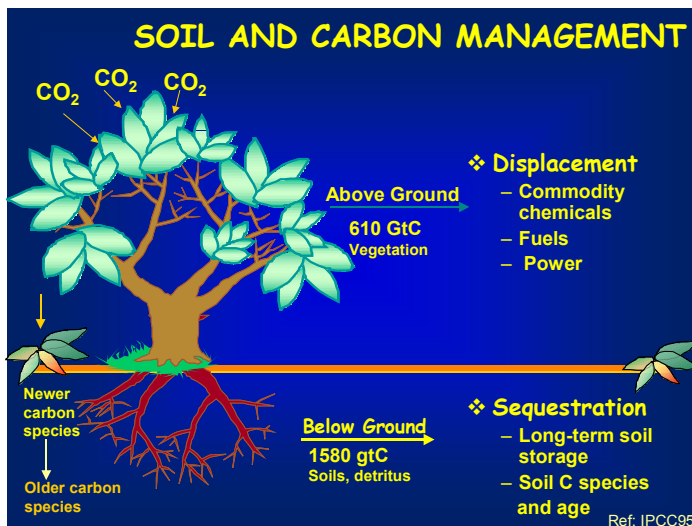 SOIL AND CARBON MANAGEMENT
CO2
CO2
CO2
Above Ground
610 GtC
Vegetation
❖ Displacement
– Commodity
chemicals
– Fuels
– Power
Newer
carbon
species
Older carbon
species
Below Ground
1580 gtC
Soils, detritus
❖ Sequestration
– Long-term soil
storage
– Soil C species
and age
Ref: IPCC95